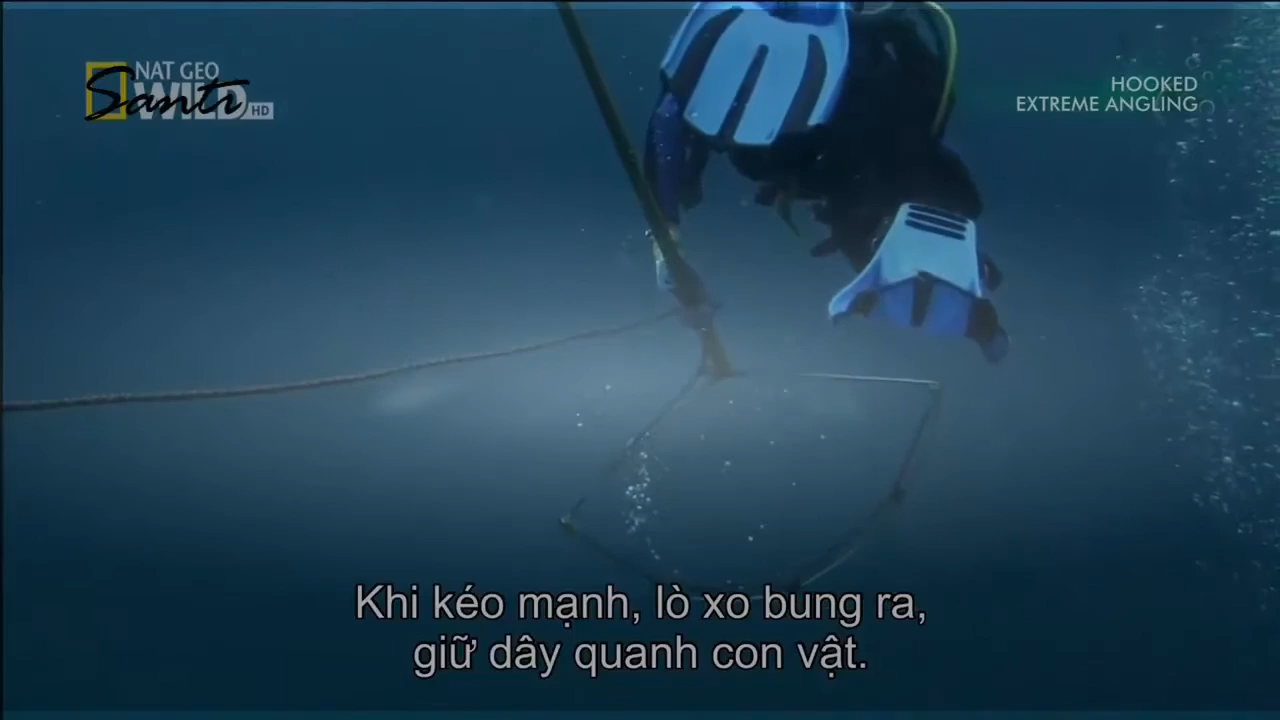 NAT GEO
WILD HD
Santi
HOOKED
EXTREME ANGLING
Khi kéo mạnh, lò xo bung ra,
giữ dây quanh con vật.